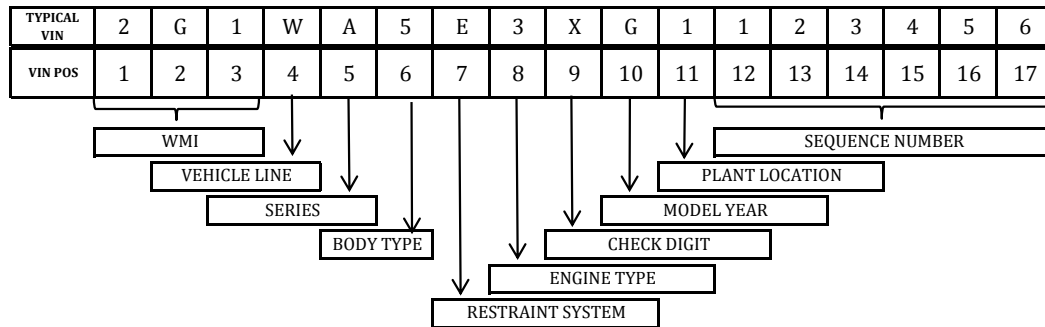 TYPICAL VIN 2 G 1 W A 5 E 3 X G 1 1 2 3 4 5 6
VIN POS 1 2 3 4 5 6 7 8 9 10 11 12 13 14 15 16 17
WMI SEQUENCE NUMBER
VEHICLE LINE PLANT LOCATION
SERIES MODEL YEAR
BODY TYPE CHECK DIGIT
ENGINE TYPE
RESTRAINT SYSTEM